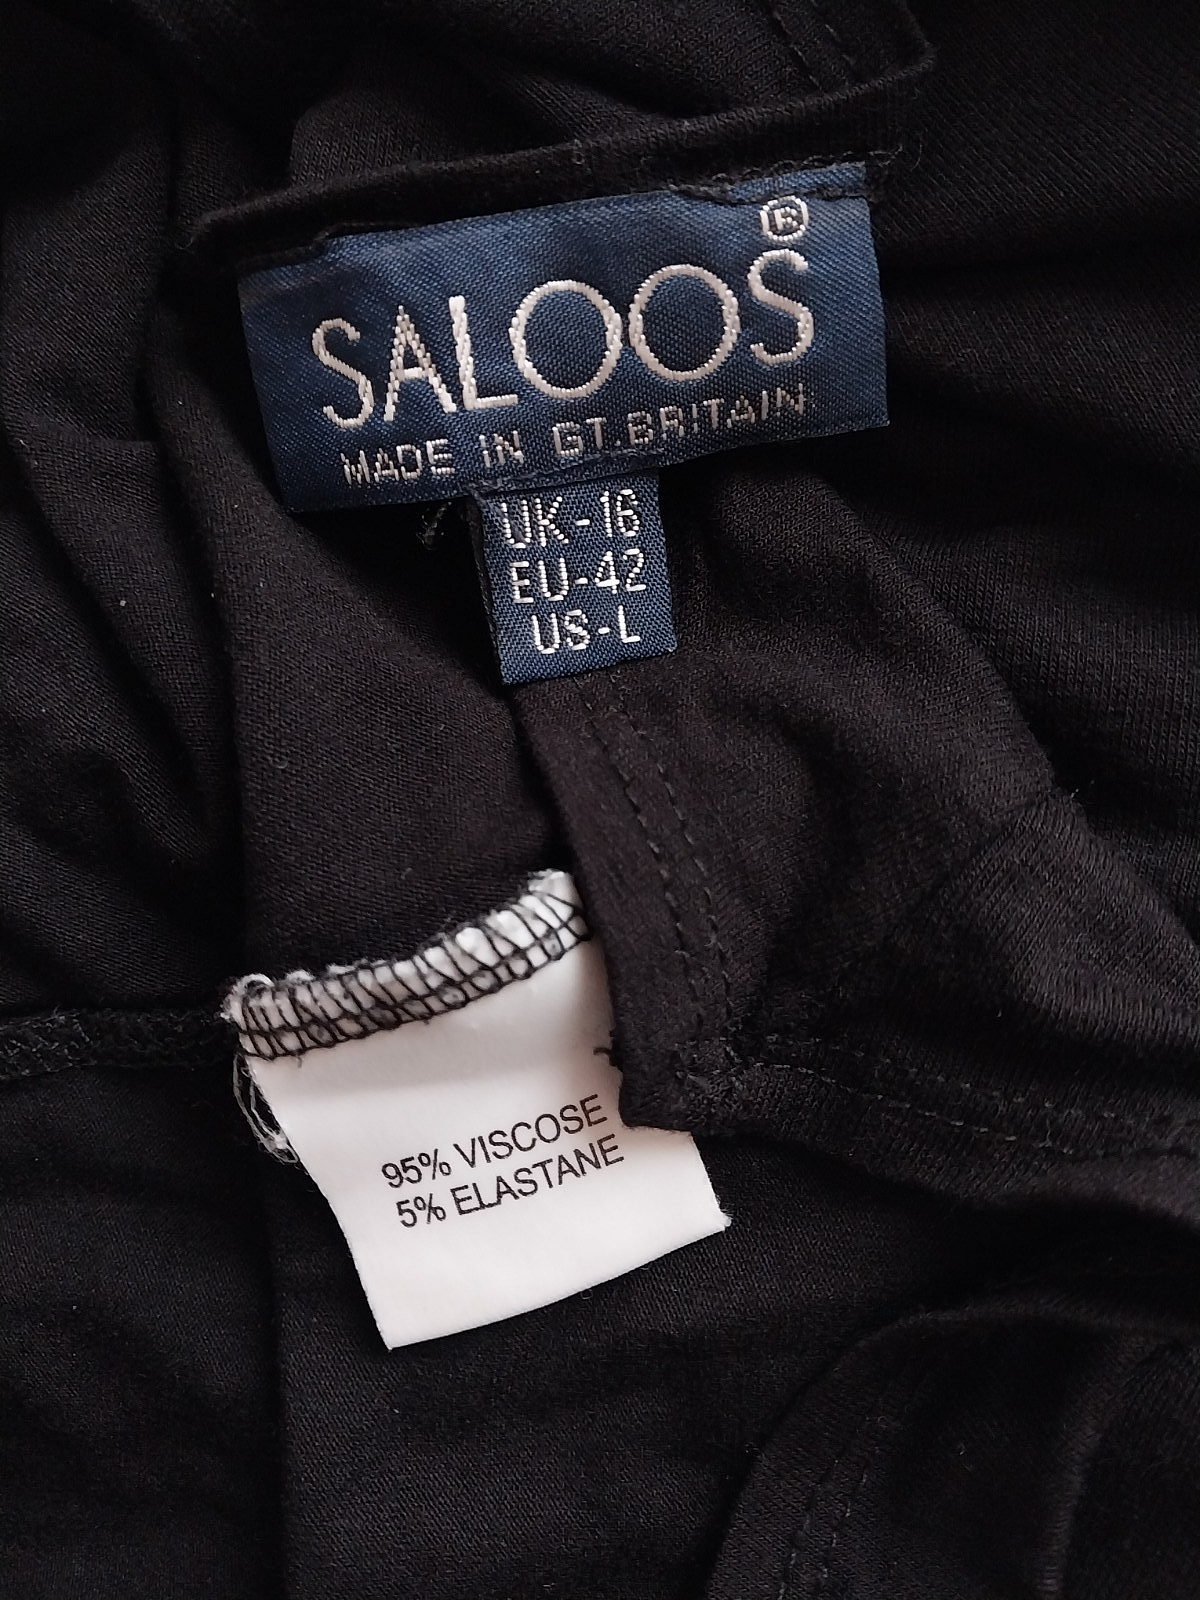 SALOOS®
MADE IN GT.BRITAIN
UK-16
EU-42
US-L
95% VISCOSE
5% ELASTANE